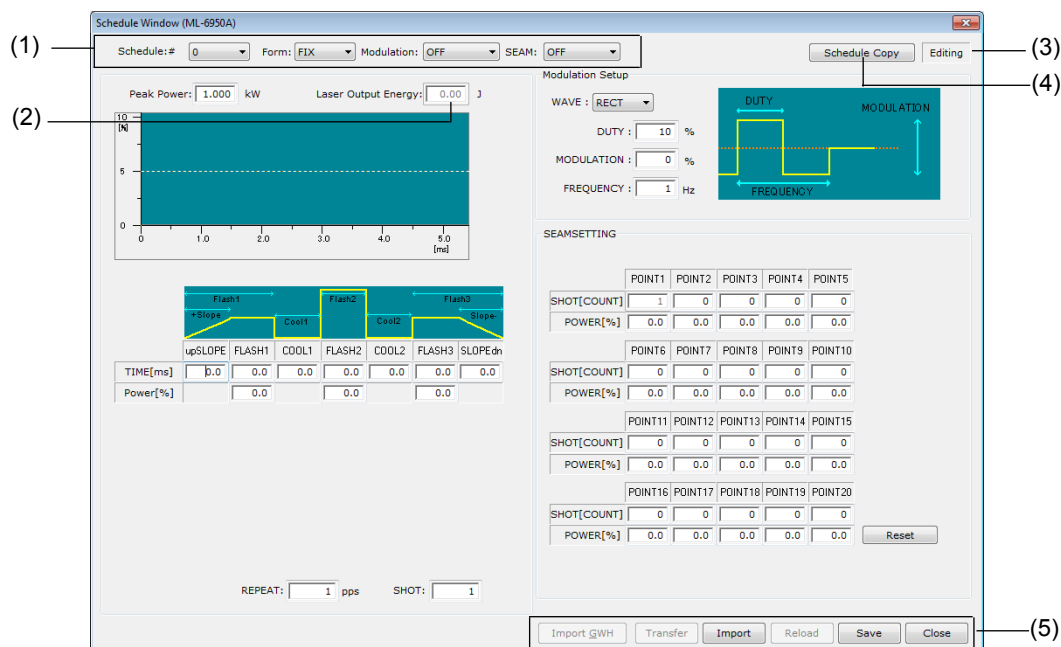 Schedule Window (ML-6950A)
(1)
Schedule:# 0 Form: FIX Modulation: OFF SEAM: OFF
Schedule Copy Editing
(3)
(4)
Peak Power: 1.000 kW Laser Output Energy: 0.00 J
(2)
10
[%]
5
0
0 1.0 2.0 3.0 4.0 5.0
[ms]
Flash1 Flash2 Flash3
+Slope Cool1 Cool2 Slope-
upSLOPE FLASH1 COOL1 FLASH2 COOL2 FLASH3 SLOPEdn
TIME[ms] 0.0 0.0 0.0 0.0 0.0 0.0 0.0
Power[%] 0.0 0.0 0.0
REPEAT: 1 pps SHOT: 1
Modulation Setup
WAVE : RECT
DUTY : 10 %
MODULATION : 0 %
FREQUENCY : 1 Hz
DUTY MODULATION
FREQUENCY
SEAMSETTING
POINT1 POINT2 POINT3 POINT4 POINT5
SHOT[COUNT] 1 0 0 0 0
POWER[%] 0.0 0.0 0.0 0.0 0.0
POINT6 POINT7 POINT8 POINT9 POINT10
SHOT[COUNT] 0 0 0 0 0
POWER[%] 0.0 0.0 0.0 0.0 0.0
POINT11 POINT12 POINT13 POINT14 POINT15
SHOT[COUNT] 0 0 0 0 0
POWER[%] 0.0 0.0 0.0 0.0 0.0
POINT16 POINT17 POINT18 POINT19 POINT20
SHOT[COUNT] 0 0 0 0 0
POWER[%] 0.0 0.0 0.0 0.0 0.0 Reset
Import GWH Transfer Import Reload Save Close
(5)